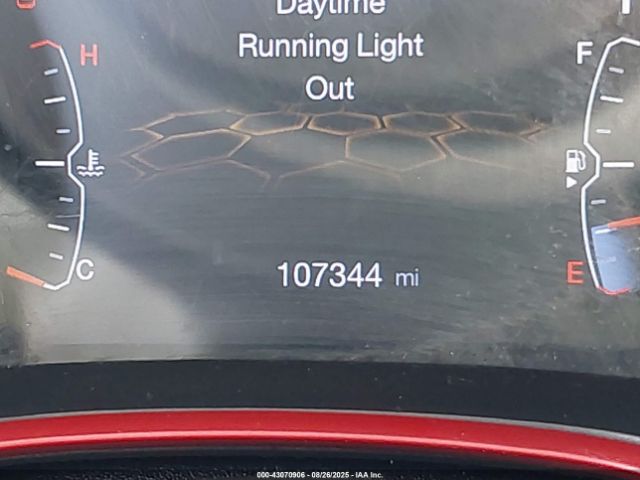 Daytime
Running Light
Out
H
F
C
107344 mi
E
000-43070906 - 08/26/2025 - IAA Inc.